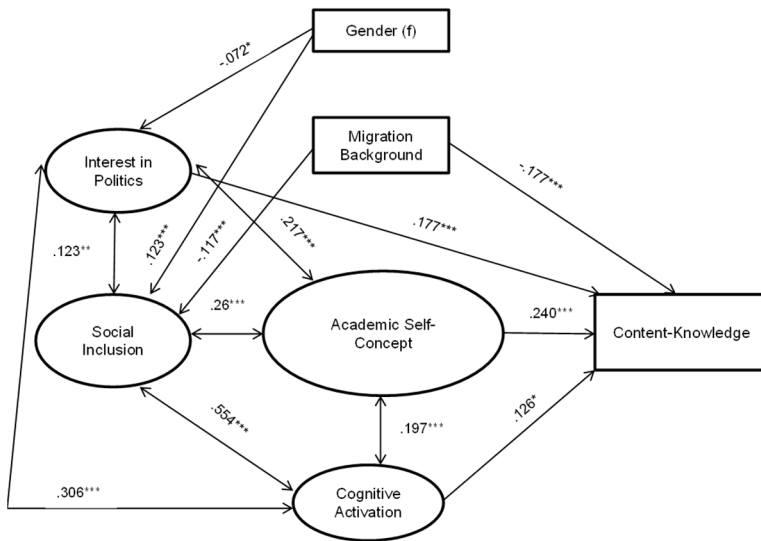 Gender (f)
-.072*
Migration
Background
Interest in
Politics
-.177***
.177***
.217***
.123***
-.117***
.123**
.26***
Social
Inclusion
Academic Self-
Concept
.240***
Content-Knowledge
.554***
.197***
.126*
.306***
Cognitive
Activation